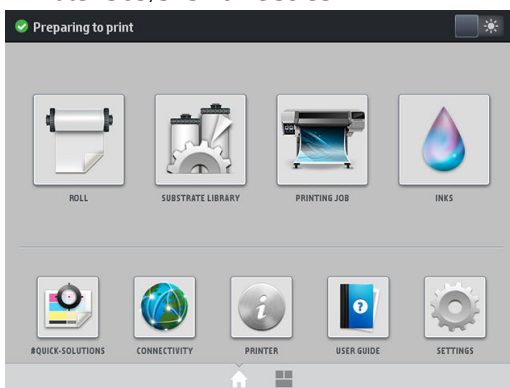 Preparing to print
ROLL
SUBSTRATE LIBRARY
PRINTING JOB
INKS
#QUICK-SOLUTIONS
CONNECTIVITY
PRINTER
USER GUIDE
SETTINGS